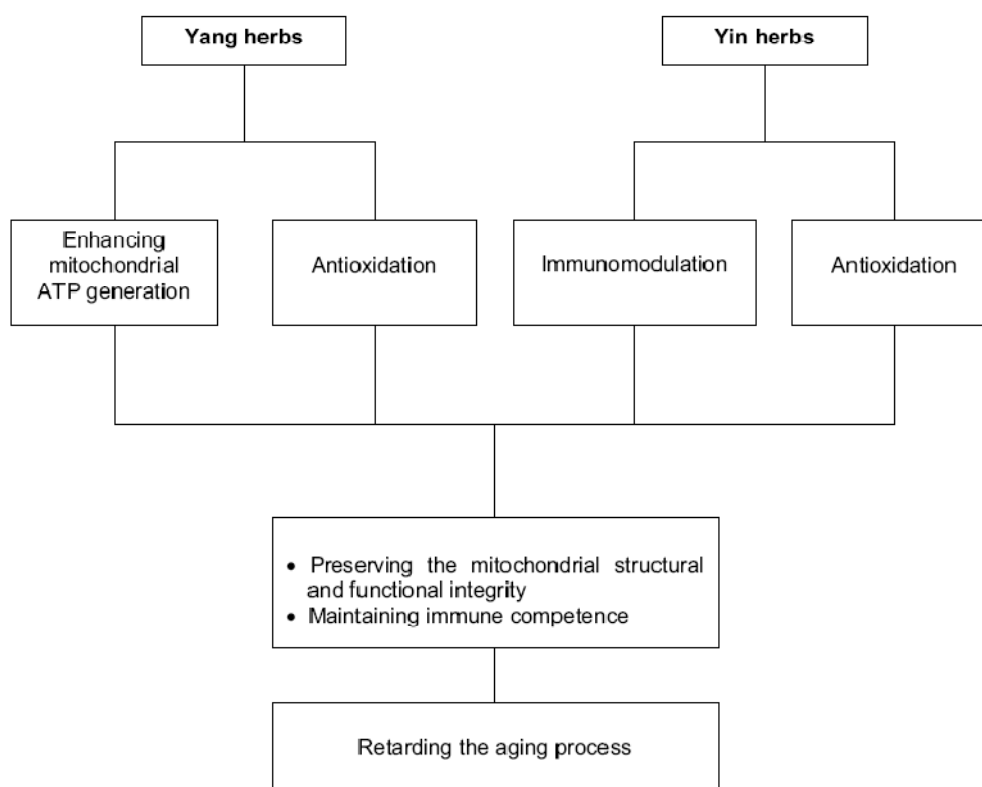 Yang herbs
Yin herbs
Enhancing
mitochondrial
ATP generation
Antioxidation
Immunomodulation
Antioxidation
• Preserving the mitochondrial structural
and functional integrity
• Maintaining immune competence
Retarding the aging process